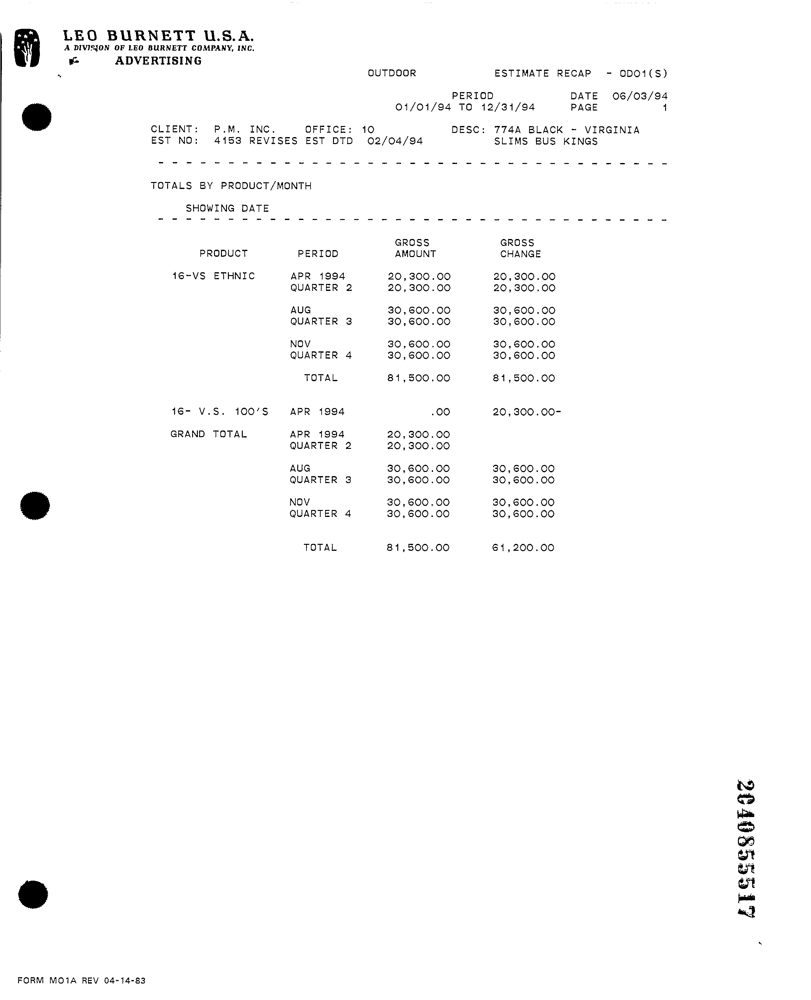 LEO BURNETT U.S.A.
A DIVISION OF LEO BURNETT COMPANY, INC.
ADVERTISING
OUTDOOR ESTIMATE RECAP - OD01(S)
PERIOD DATE 06/03/94
01/01/94 TO 12/31/94 PAGE 1
CLIENT: P.M. INC. OFFICE: 10 DESC: 774A BLACK - VIRGINIA
EST NO: 4153 REVISES EST DTD 02/04/94 SLIMS BUS KINGS
- - - - - - - - - - - - - - - - - - - - - - - - - - - - - - - - - - - - -
TOTALS BY PRODUCT/MONTH
SHOWING DATE
- - - - - - - - - - - - - - - - - - - - - - - - - - - - - - - - - - - - -
GROSS GROSS
PRODUCT PERIOD AMOUNT CHANGE
16-VS ETHNIC APR 1994 20,300.00 20,300.00
QUARTER 2 20,300.00 20,300.00
AUG 30,600.00 30,600.00
QUARTER 3 30,600.00 30,600.00
NOV 30,600.00 30,600.00
QUARTER 4 30,600.00 30,600.00
TOTAL 81,500.00 81,500.00
16- V.S. 100'S APR 1994 .00 20,300.00-
GRAND TOTAL APR 1994 20,300.00
QUARTER 2 20,300.00
AUG 30,600.00 30,600.00
QUARTER 3 30,600.00 30,600.00
NOV 30,600.00 30,600.00
QUARTER 4 30,600.00 30,600.00
TOTAL 81,500.00 61,200.00
2040855517
FORM M01A REV 04-14-83